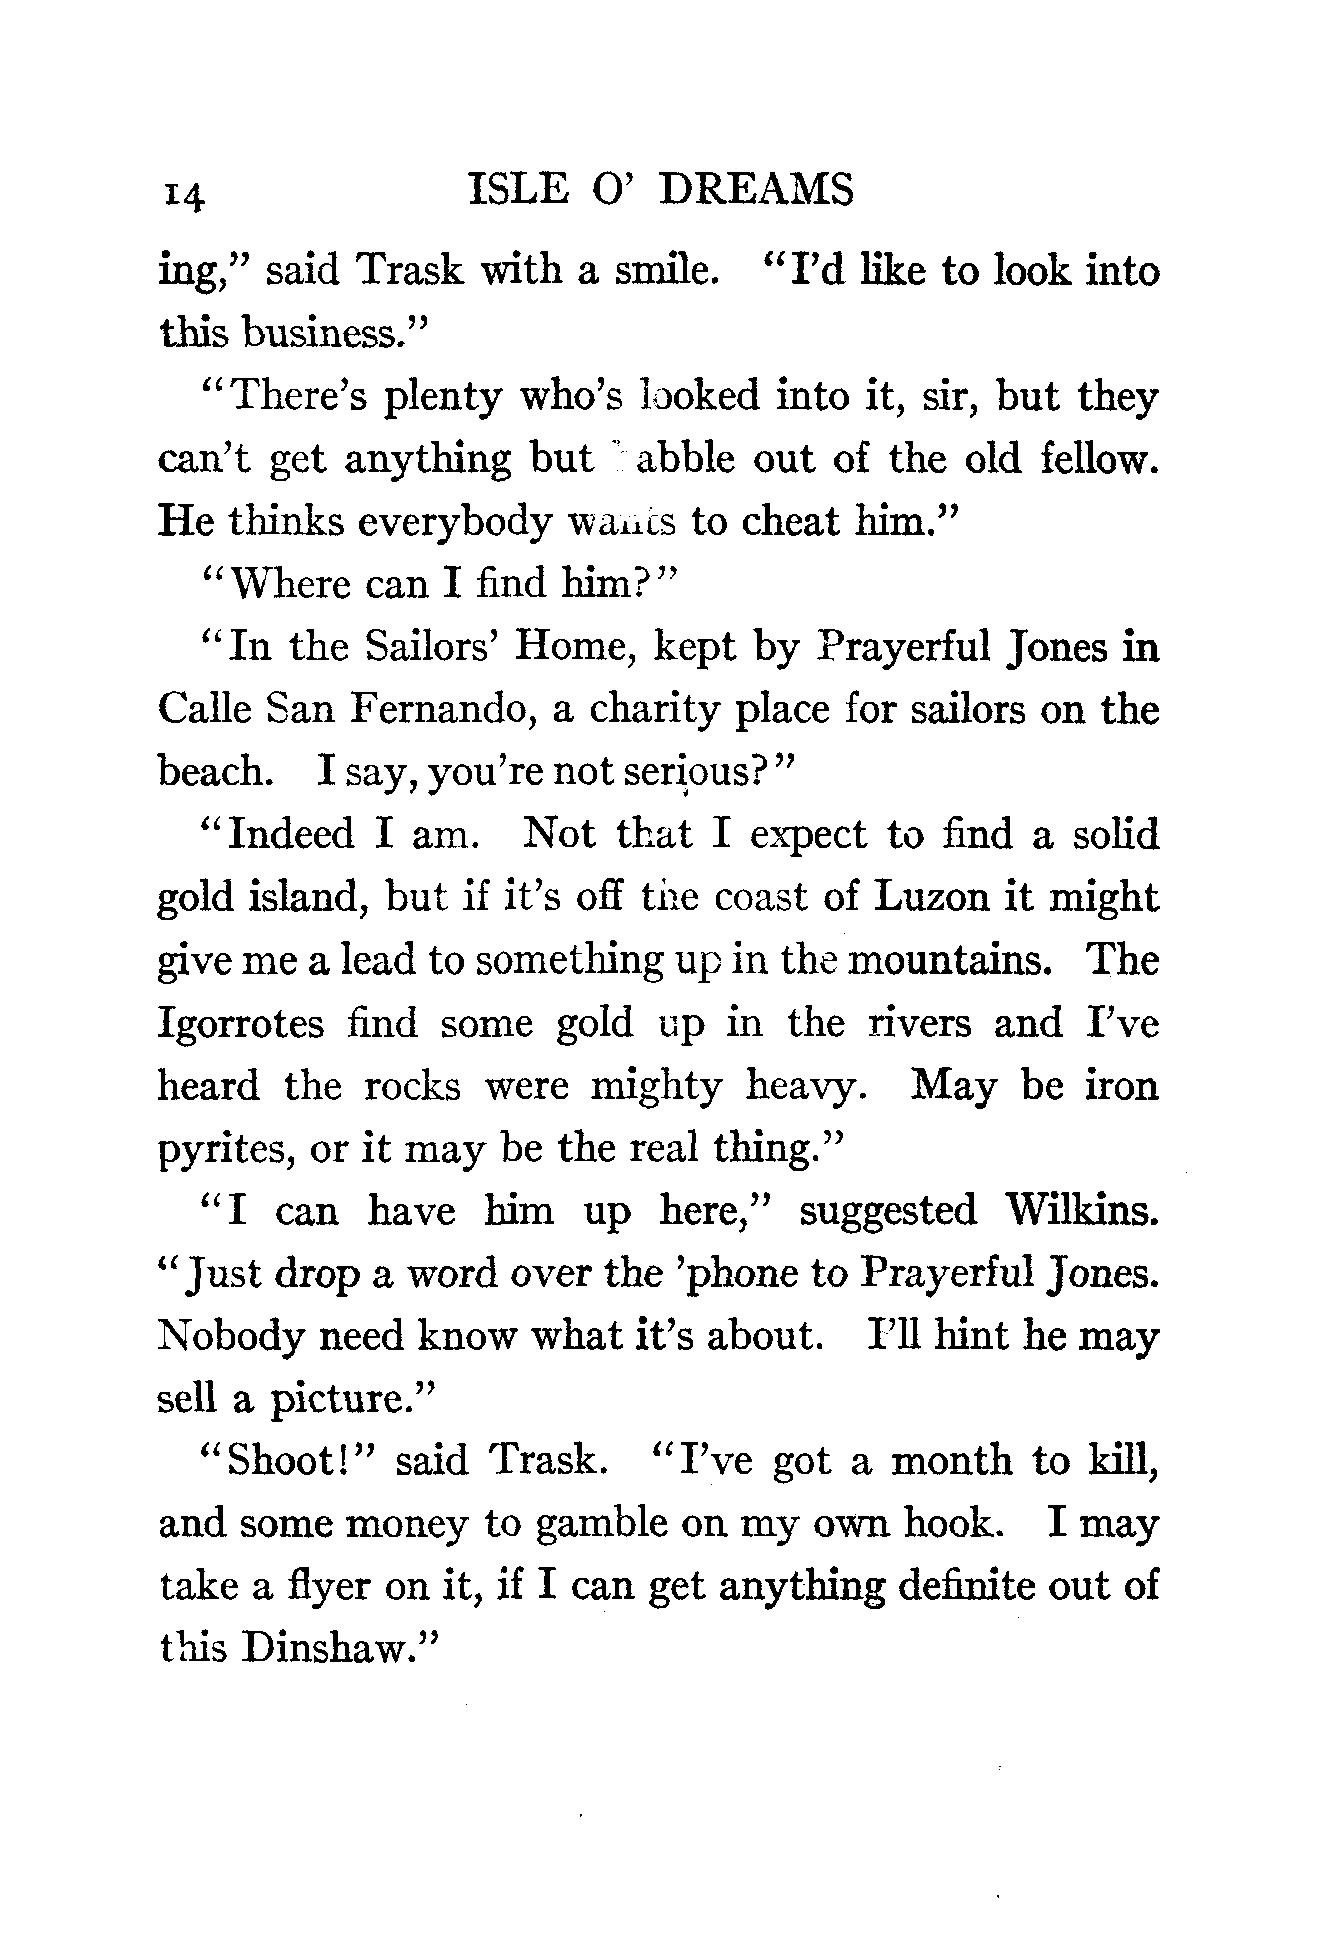 14 ISLE O’ DREAMS
ing,” said Trask with a smile. “I’d like to look into
this business.”
“There’s plenty who’s looked into it, sir, but they
can’t get anything but out of the old fellow.
He thinks everybody wants to cheat him.”
“Where can I find him?”
“In the Sailors’ Home, kept by Prayerful Jones in
Calle San Fernando, a charity place for sailors on the
beach. I say, you’re not serious?”
“Indeed I am. Not that I expect to find a solid
gold island, but if it’s off the coast of Luzon it might
give me a lead to something up in the mountains. The
Igorrotes find some gold up in the rivers and I’ve
heard the rocks were mighty heavy. May be iron
pyrites, or it may be the real thing.”
“I can have him up here,” suggested Wilkins.
“Just drop a word over the ’phone to Prayerful Jones.
Nobody need know what it’s about. I’ll hint he may
sell a picture.”
“Shoot!” said Trask. “I’ve got a month to kill,
and some money to gamble on my own hook. I may
take a flyer on it, if I can get anything definite out of
this Dinshaw.”